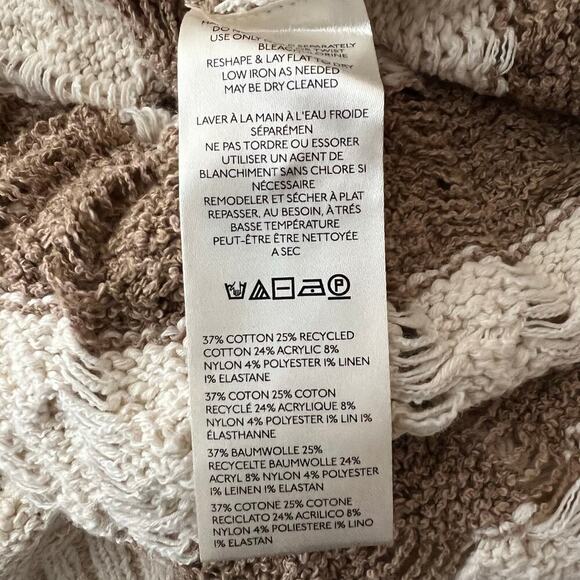 USE ONLY
BLEACH SEPARATELY
RESHAPE & LAY FLAT TO DRY
LOW IRON AS NEEDED
MAY BE DRY CLEANED
LAVER À LA MAIN À L'EAU FROIDE
SÉPARÉMEN
NE PAS TORDRE OU ESSORER
UTILISER UN AGENT DE
BLANCHIMENT SANS CHLORE SI
NÉCESSAIRE
REMODELER ET SÉCHER À PLAT
REPASSER, AU BESOIN, À TRÉS
BASSE TEMPÉRATURE
PEUT-ÊTRE ÊTRE NETTOYÉE
A SEC
P
37% COTTON 25% RECYCLED
COTTON 24% ACRYLIC 8%
NYLON 4% POLYESTER 1% LINEN
1% ELASTANE
37% COTON 25% COTON
RECYCLÉ 24% ACRYLIQUE 8%
NYLON 4% POLYESTER 1% LIN 1%
ÉLASTHANNE
37% BAUMWOLLE 25%
RECYCELTE BAUMWOLLE 24%
ACRYL 8% NYLON 4% POLYESTER
1% LEINEN 1% ELASTAN
37% COTONE 25% COTONE
RECICLATO 24% ACRILICO 8%
NYLON 4% POLIESTERE 1% LINO
1% ELASTAN